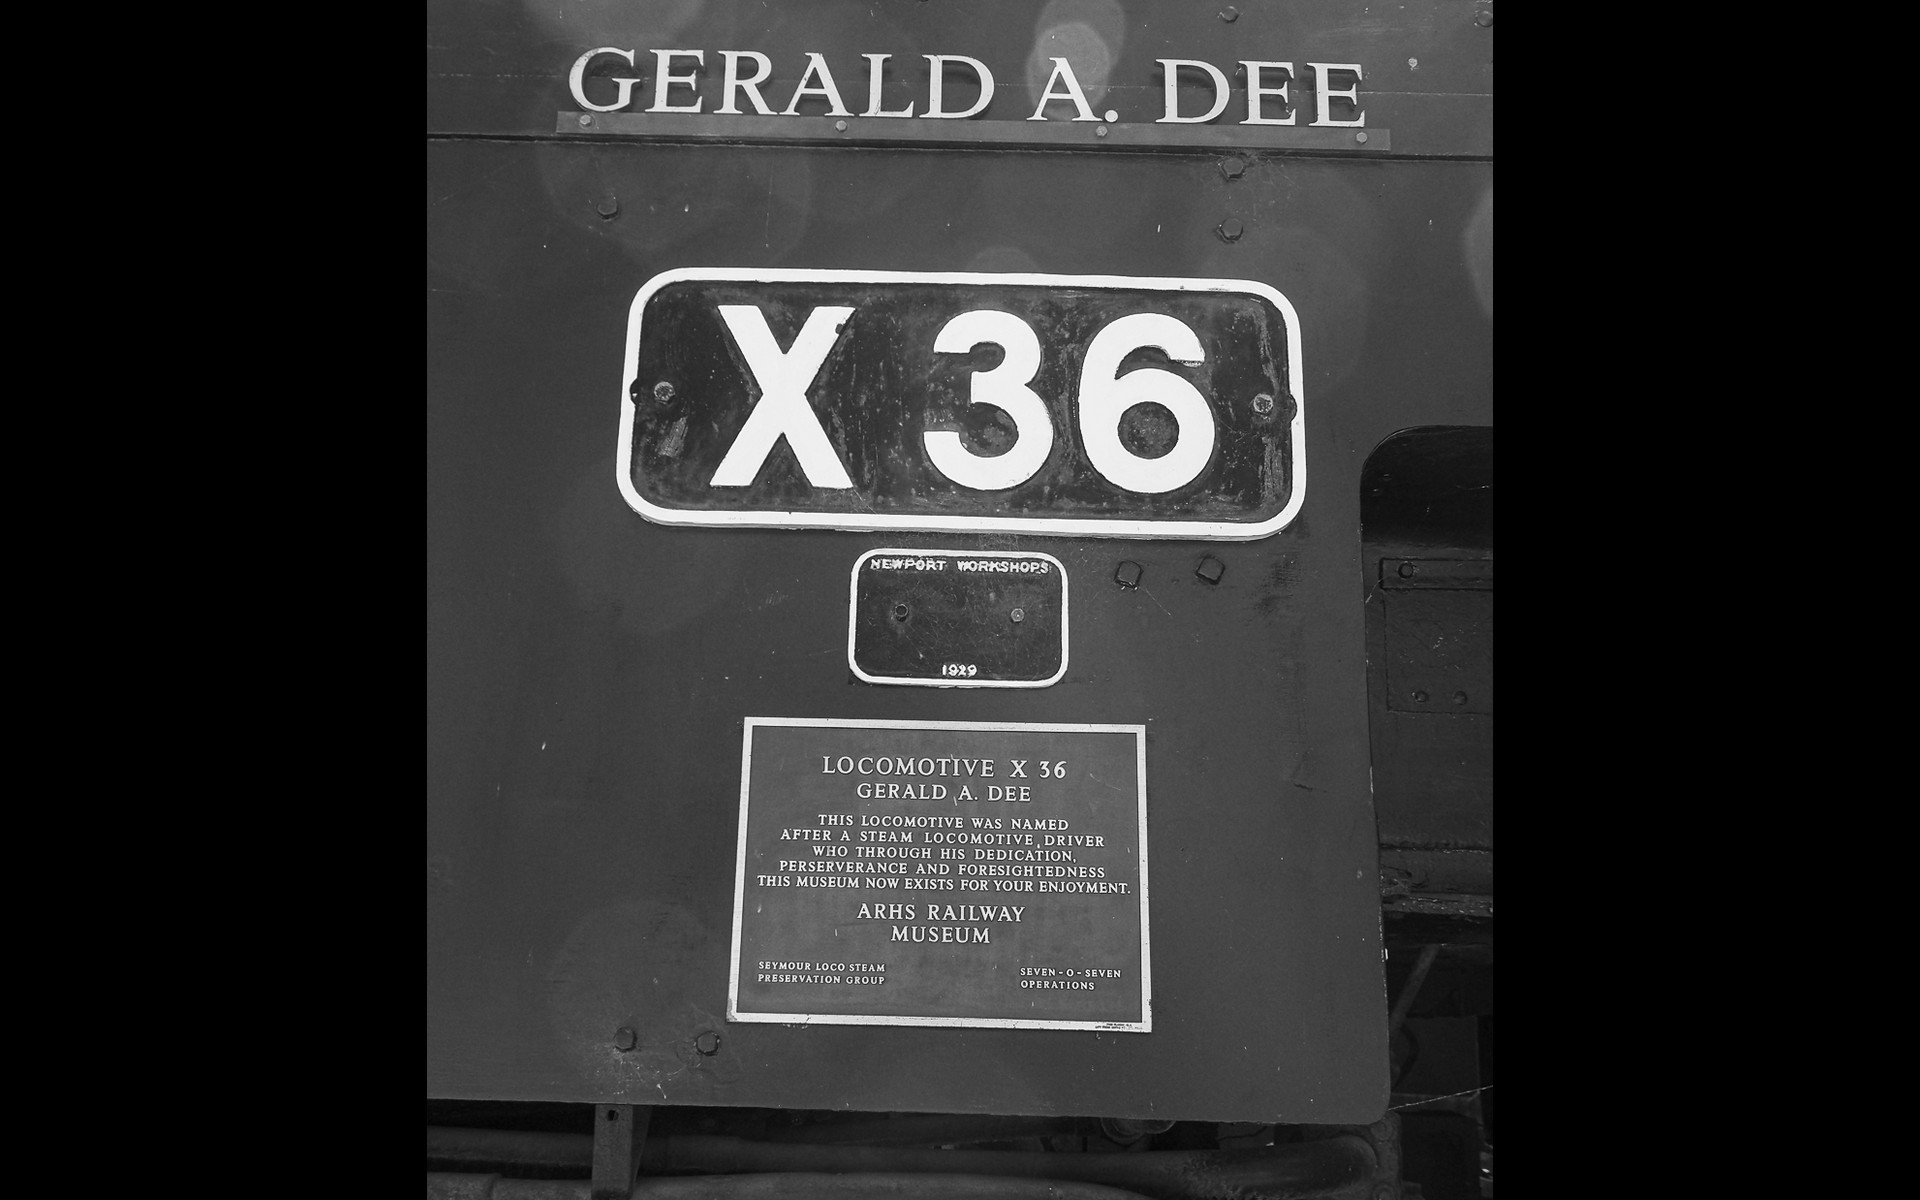 GERALD A. DEE
X 36
NEWPORT WORKSHOPS
1929
LOCOMOTIVE X 36
GERALD A. DEE
THIS LOCOMOTIVE WAS NAMED
AFTER A STEAM LOCOMOTIVE DRIVER
WHO THROUGH HIS DEDICATION,
PERSERVERANCE AND FORESIGHTEDNESS
THIS MUSEUM NOW EXISTS FOR YOUR ENJOYMENT.
ARHS RAILWAY
MUSEUM
SEYMOUR LOCO STEAM
PRESERVATION GROUP
SEVEN-O-SEVEN
OPERATIONS